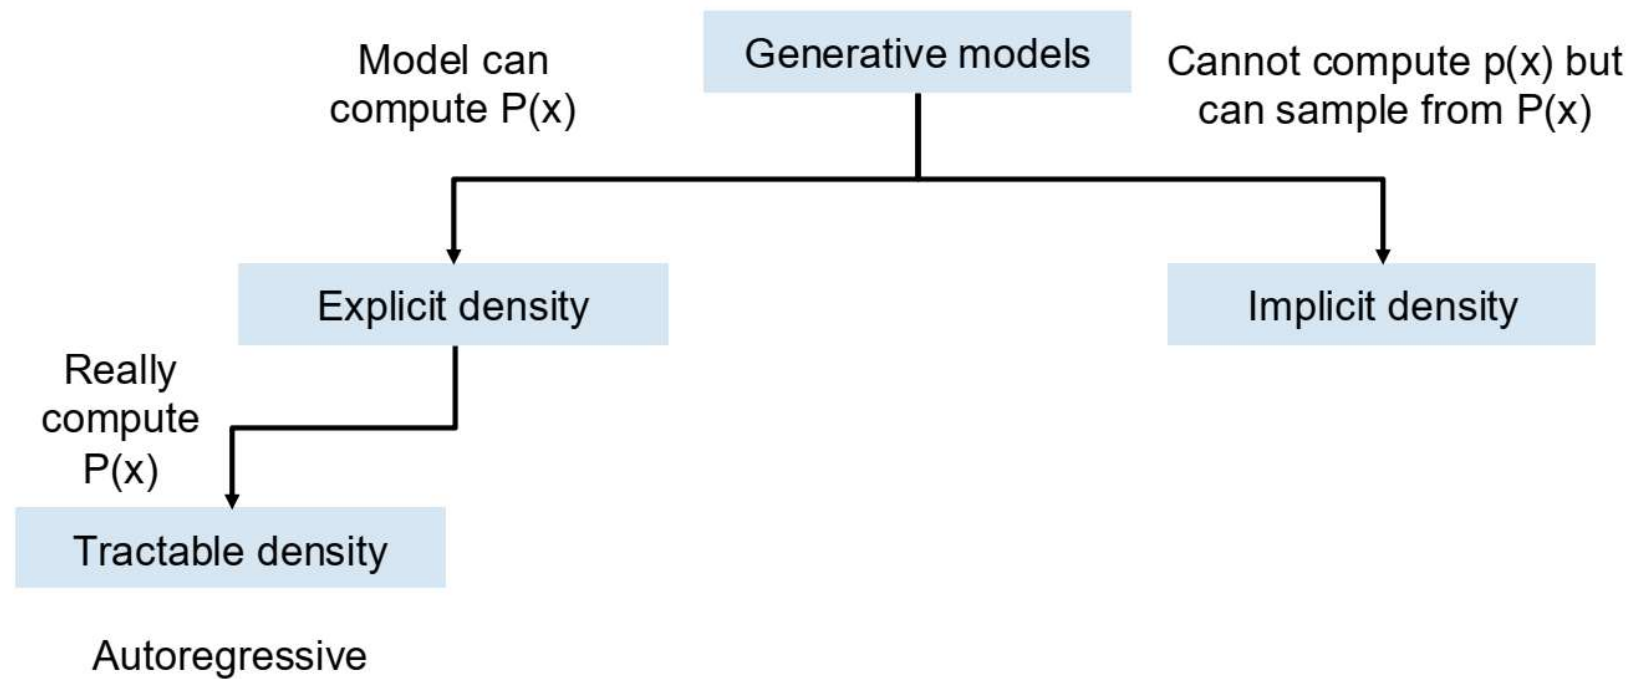 Generative models
Model can
compute P(x)
Cannot compute p(x) but
can sample from P(x)
Explicit density
Implicit density
Really
compute
P(x)
Tractable density
Autoregressive